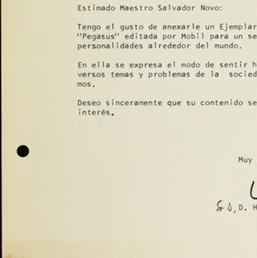 Estimado Maestro Salvador Novo:
Tengo el gusto de anexarle un Ejemplar
"Pegasus" editada por Mobil para un se
personalidades alrededor del mundo.
En ella se expresa el modo de sentir h
versos temas y problemas de la socied
mos.
Deseo sinceramente que su contenido se
interés.
Muy
D. H